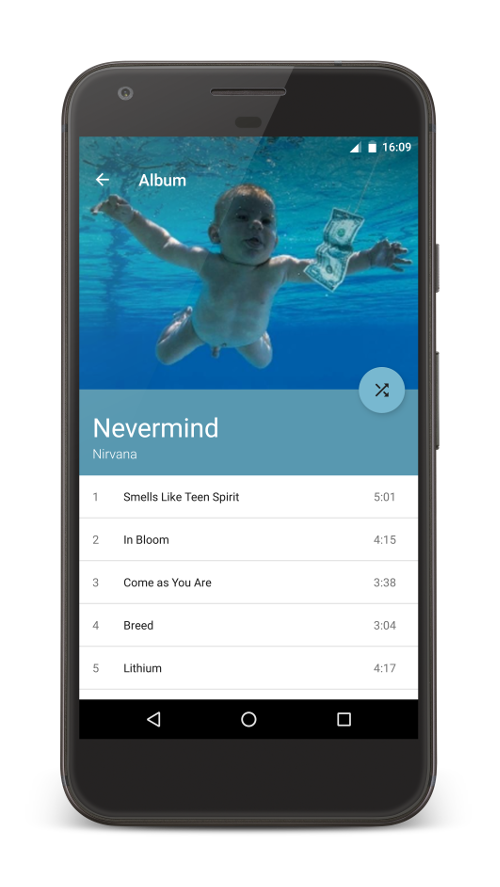 16:09
Album
Nevermind
Nirvana
1 Smells Like Teen Spirit 5:01
2 In Bloom 4:15
3 Come as You Are 3:38
4 Breed 3:04
5 Lithium 4:17